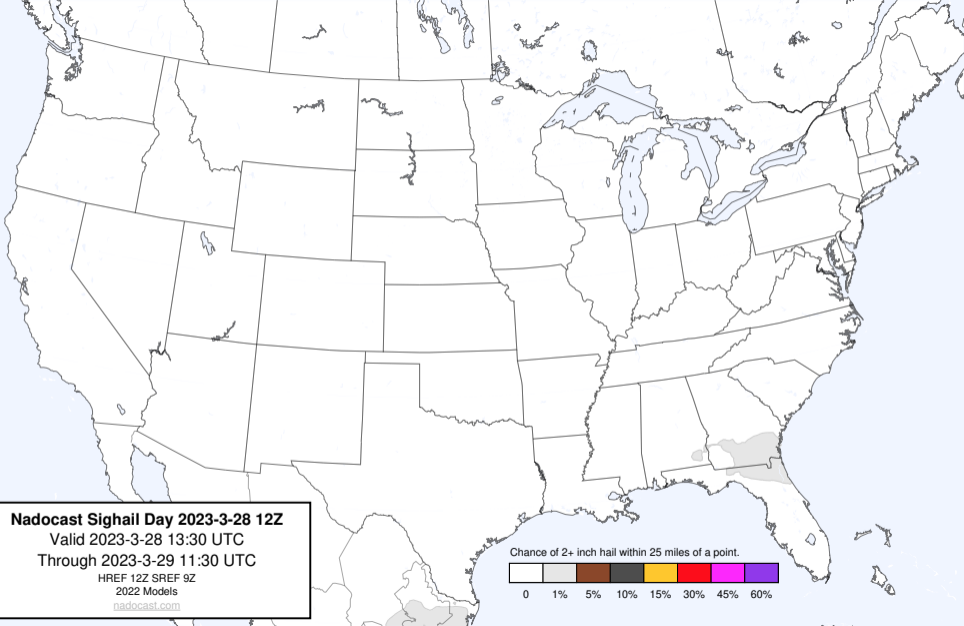 Nadocast Sighail Day 2023-3-28 12Z
Valid 2023-3-28 13:30 UTC
Through 2023-3-29 11:30 UTC
HREF 12Z SREF 9Z
2022 Models
nadocast.com
Chance of 2+ inch hail within 25 miles of a point.
0 1% 5% 10% 15% 30% 45% 60%